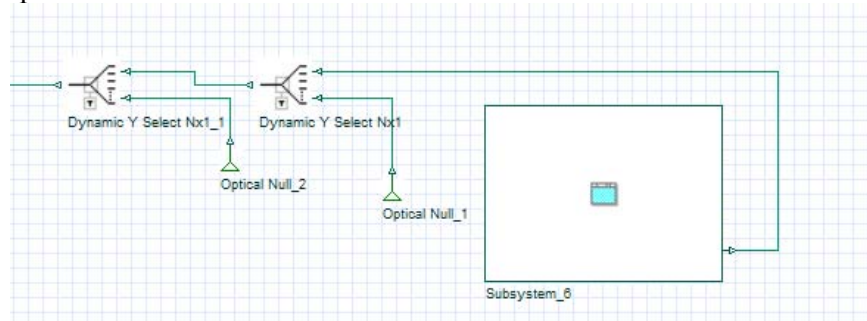 Dynamic Y Select Nx1_1
Dynamic Y Select Nx1
Optical Null_2
Optical Null_1
Subsystem_6